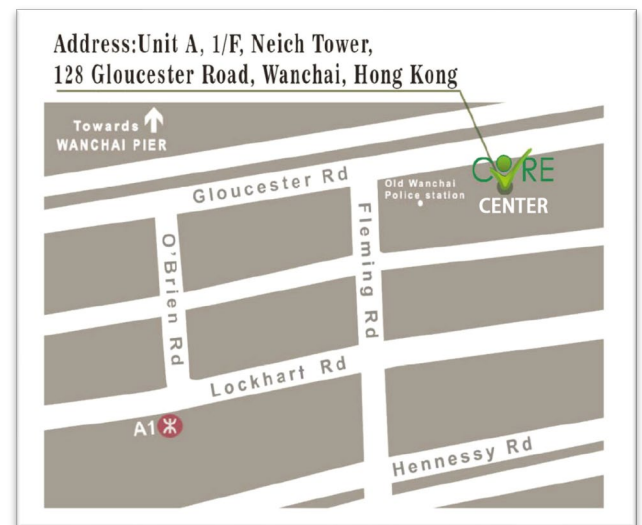 Address:Unit A, 1/F, Neich Tower,
128 Gloucester Road, Wanchai, Hong Kong
Towards
WANCHAI PIER
Gloucester Rd
Old Wanchai
Police station
CORE
CENTER
O'Brien Rd
Fleming Rd
Lockhart Rd
A1
Hennessy Rd